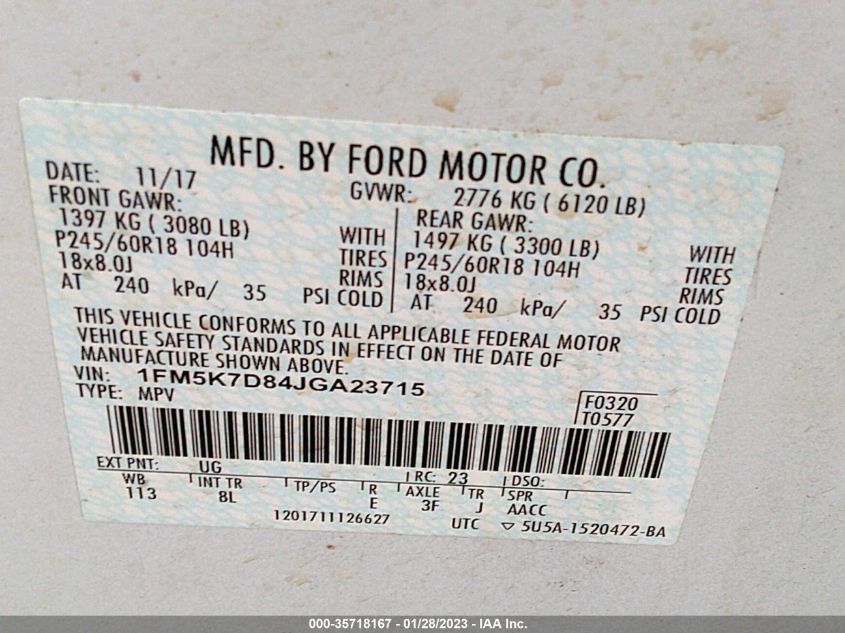 MFD. BY FORD MOTOR CO.
DATE: 11/17 GVWR: 2776 KG ( 6120 LB)
FRONT GAWR: REAR GAWR:
1397 KG ( 3080 LB) WITH 1497 KG ( 3300 LB) WITH
P245/60R18 104H TIRES P245/60R18 104H TIRES
18x8.0J RIMS 18x8.0J RIMS
AT 240 kPa/ 35 PSI COLD AT 240 kPa/ 35 PSI COLD
THIS VEHICLE CONFORMS TO ALL APPLICABLE FEDERAL MOTOR
VEHICLE SAFETY STANDARDS IN EFFECT ON THE DATE OF
MANUFACTURE SHOWN ABOVE.
VIN: 1FM5K7D84JGA23715
TYPE: MPV
F0320
T0577
EXT PNT: UG RC: 23 DSO:
WB INT TR TP/PS R AXLE TR SPR
113 8L E 3F J AACC
1201711126627 UTC ▽ 5U5A-1520472-BA
000-35718167 - 01/28/2023 - IAA Inc.